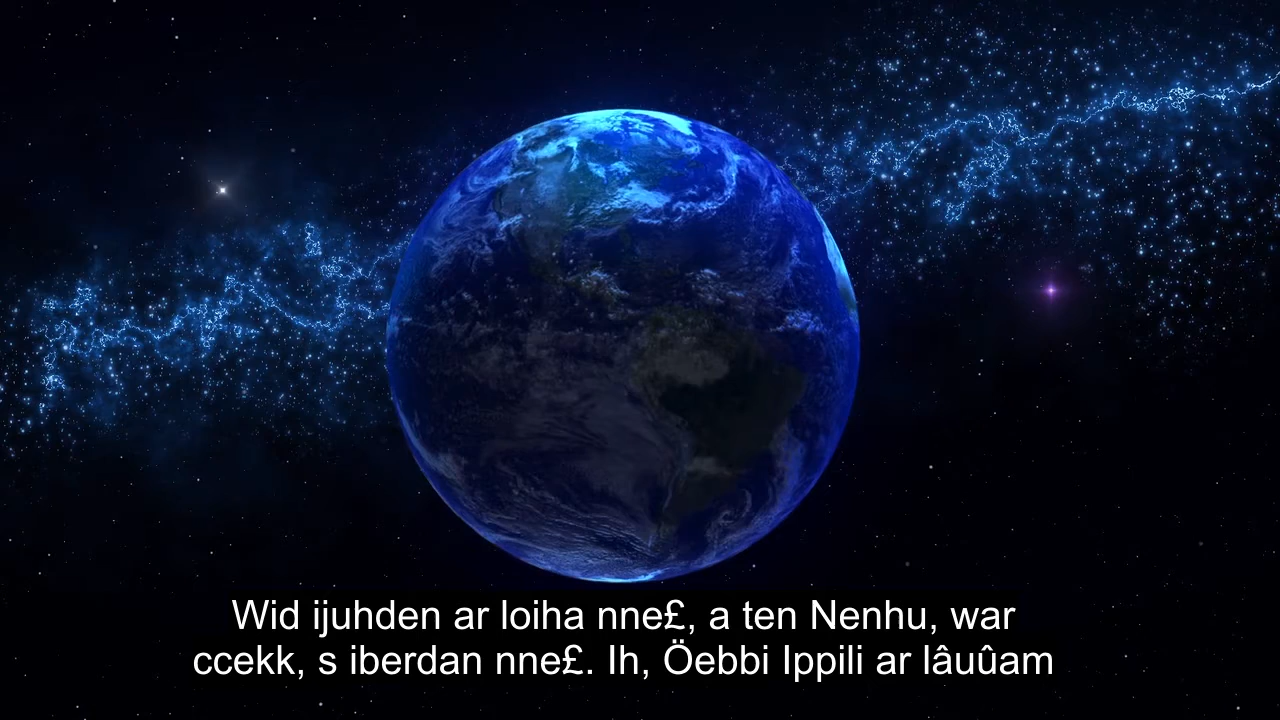 Wid ijuhden ar loiha nne£, a ten Nenhu, war
ccekk, s iberdan nne£. Ih, Öebbi Ippili ar lâuûam